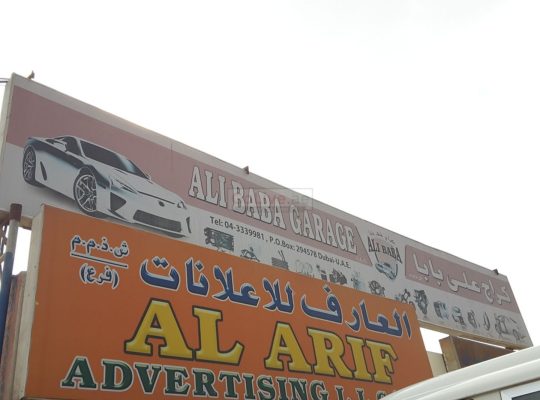 ALI BABA GARAGE
Tel: 04-3339981 , P.O.Box: 294578 Dubai-U.A.E.
ALI BABA
كراج علي بابا
العارف للاعلانات
ش.ذ.م.م
(فرع)
AL ARIF
ADVERTISING L.L.C